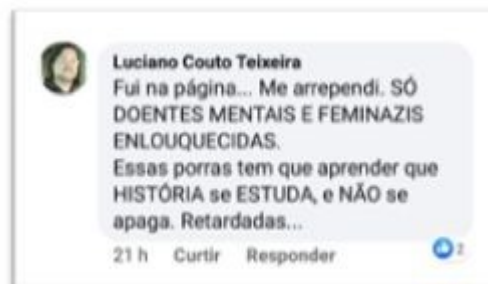 Luciano Couto Teixeira
Fui na página... Me arrependi. SÓ
DOENTES MENTAIS E FEMINAZIS
ENLOUQUECIDAS.
Essas porras tem que aprender que
HISTÓRIA se ESTUDA, e NÃO se
apaga. Retardadas...
21 h Curtir Responder 2